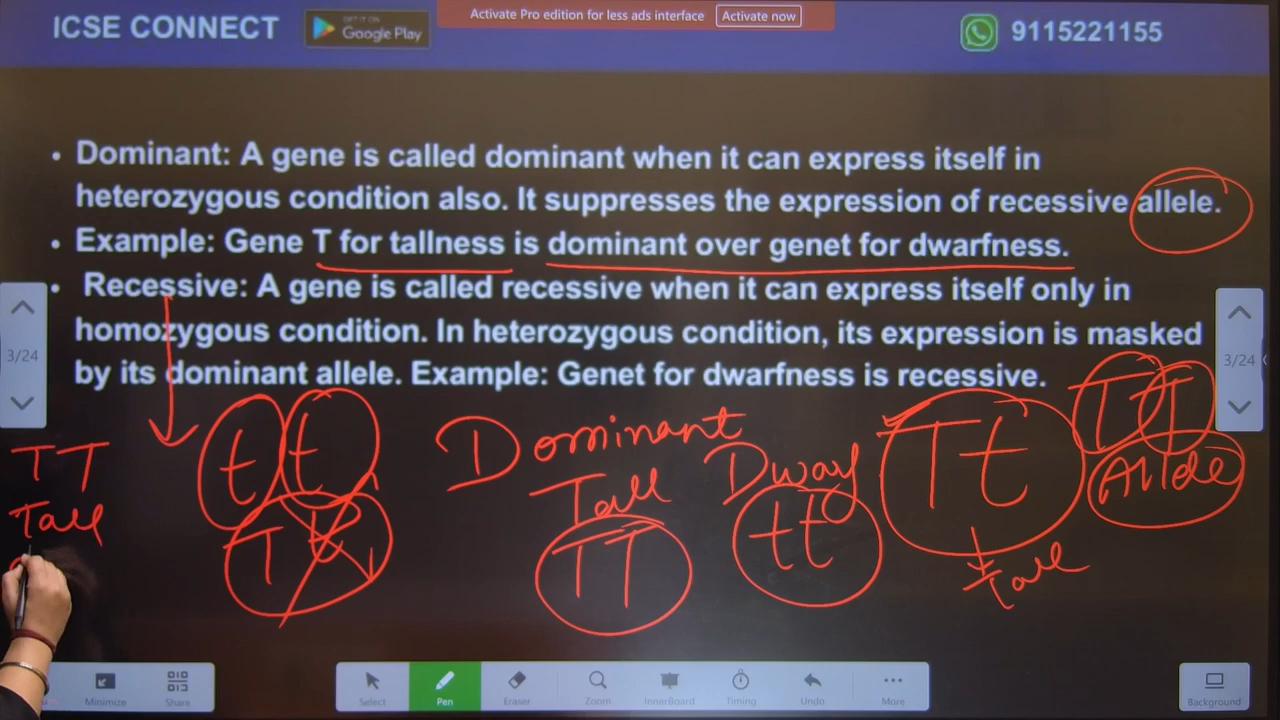 ICSE CONNECT
GET IT ON
Google Play
Activate Pro edition for less ads interface
Activate now
9115221155
• Dominant: A gene is called dominant when it can express itself in
heterozygous condition also. It suppresses the expression of recessive allele.
• Example: Gene T for tallness is dominant over genet for dwarfness.
• Recessive: A gene is called recessive when it can express itself only in
homozygous condition. In heterozygous condition, its expression is masked
by its dominant allele. Example: Genet for dwarfness is recessive.
3/24
3/24
TT
Tall
t t
T t
Dominant
Tall
TT
tt
Tt
Tall
TT
Minimize
Share
Select
Pen
Eraser
Zoom
InnerBoard
Timing
Undo
More
Background